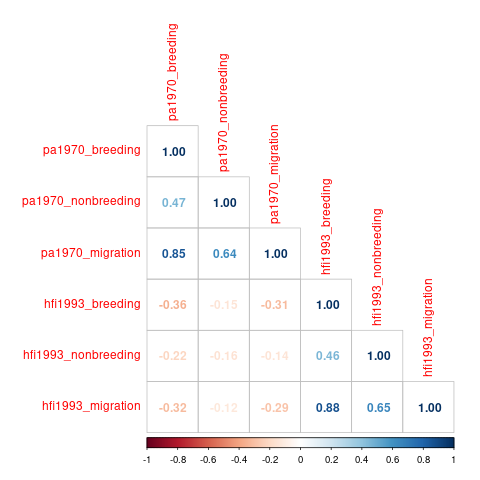 pa1970_breeding
pa1970_nonbreeding
pa1970_migration
hfi1993_breeding
hfi1993_nonbreeding
hfi1993_migration
pa1970_breeding 1.00
pa1970_nonbreeding 0.47 1.00
pa1970_migration 0.85 0.64 1.00
hfi1993_breeding -0.36 -0.15 -0.31 1.00
hfi1993_nonbreeding -0.22 -0.16 -0.14 0.46 1.00
hfi1993_migration -0.32 -0.12 -0.29 0.88 0.65 1.00
-1 -0.8 -0.6 -0.4 -0.2 0 0.2 0.4 0.6 0.8 1